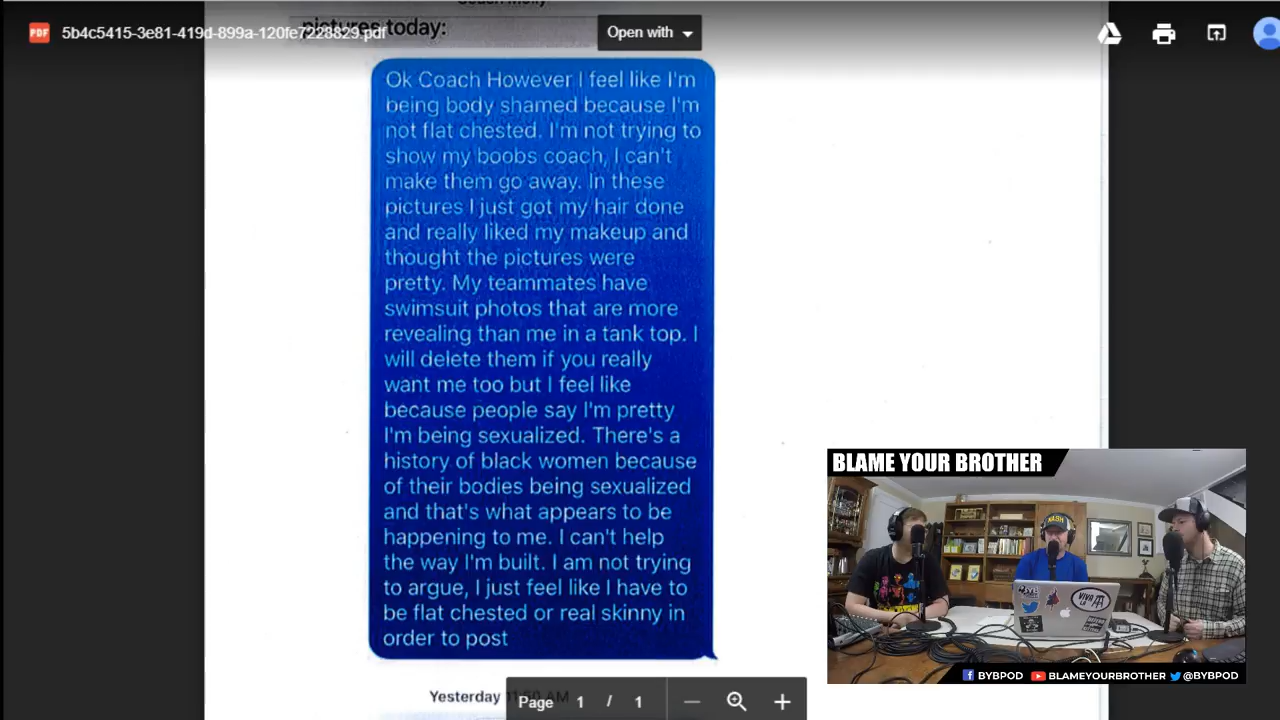 pictures today:
5b4c5415-3e81-419d-899a-120fe7228829.pdf
PDF
Open with
Ok Coach However I feel like I'm
being body shamed because I'm
not flat chested. I'm not trying to
show my boobs coach, I can't
make them go away. In these
pictures I just got my hair done
and really liked my makeup and
thought the pictures were
pretty. My teammates have
swimsuit photos that are more
revealing than me in a tank top. I
will delete them if you really
want me too but I feel like
because people say I'm pretty
I'm being sexualized. There's a
history of black women because
of their bodies being sexualized
and that's what appears to be
happening to me. I can't help
the way I'm built. I am not trying
to argue, I just feel like I have to
be flat chested or real skinny in
order to post
Yesterday
Page 1 / 1
BLAME YOUR BROTHER
VIVA
LA
BYBPOD BLAMEYOURBROTHER @BYBPOD